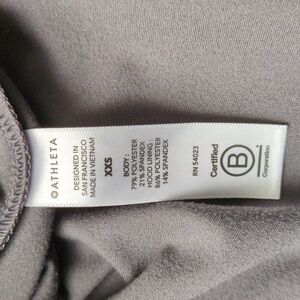 ATHLETA
DESIGNED IN
SAN FRANCISCO
MADE IN VIETNAM
XXS
BODY :
79% POLYESTER
21% SPANDEX
HOOD LINING :
86% POLYESTER
14% SPANDEX
RN 54023
Certified
B
Corporation